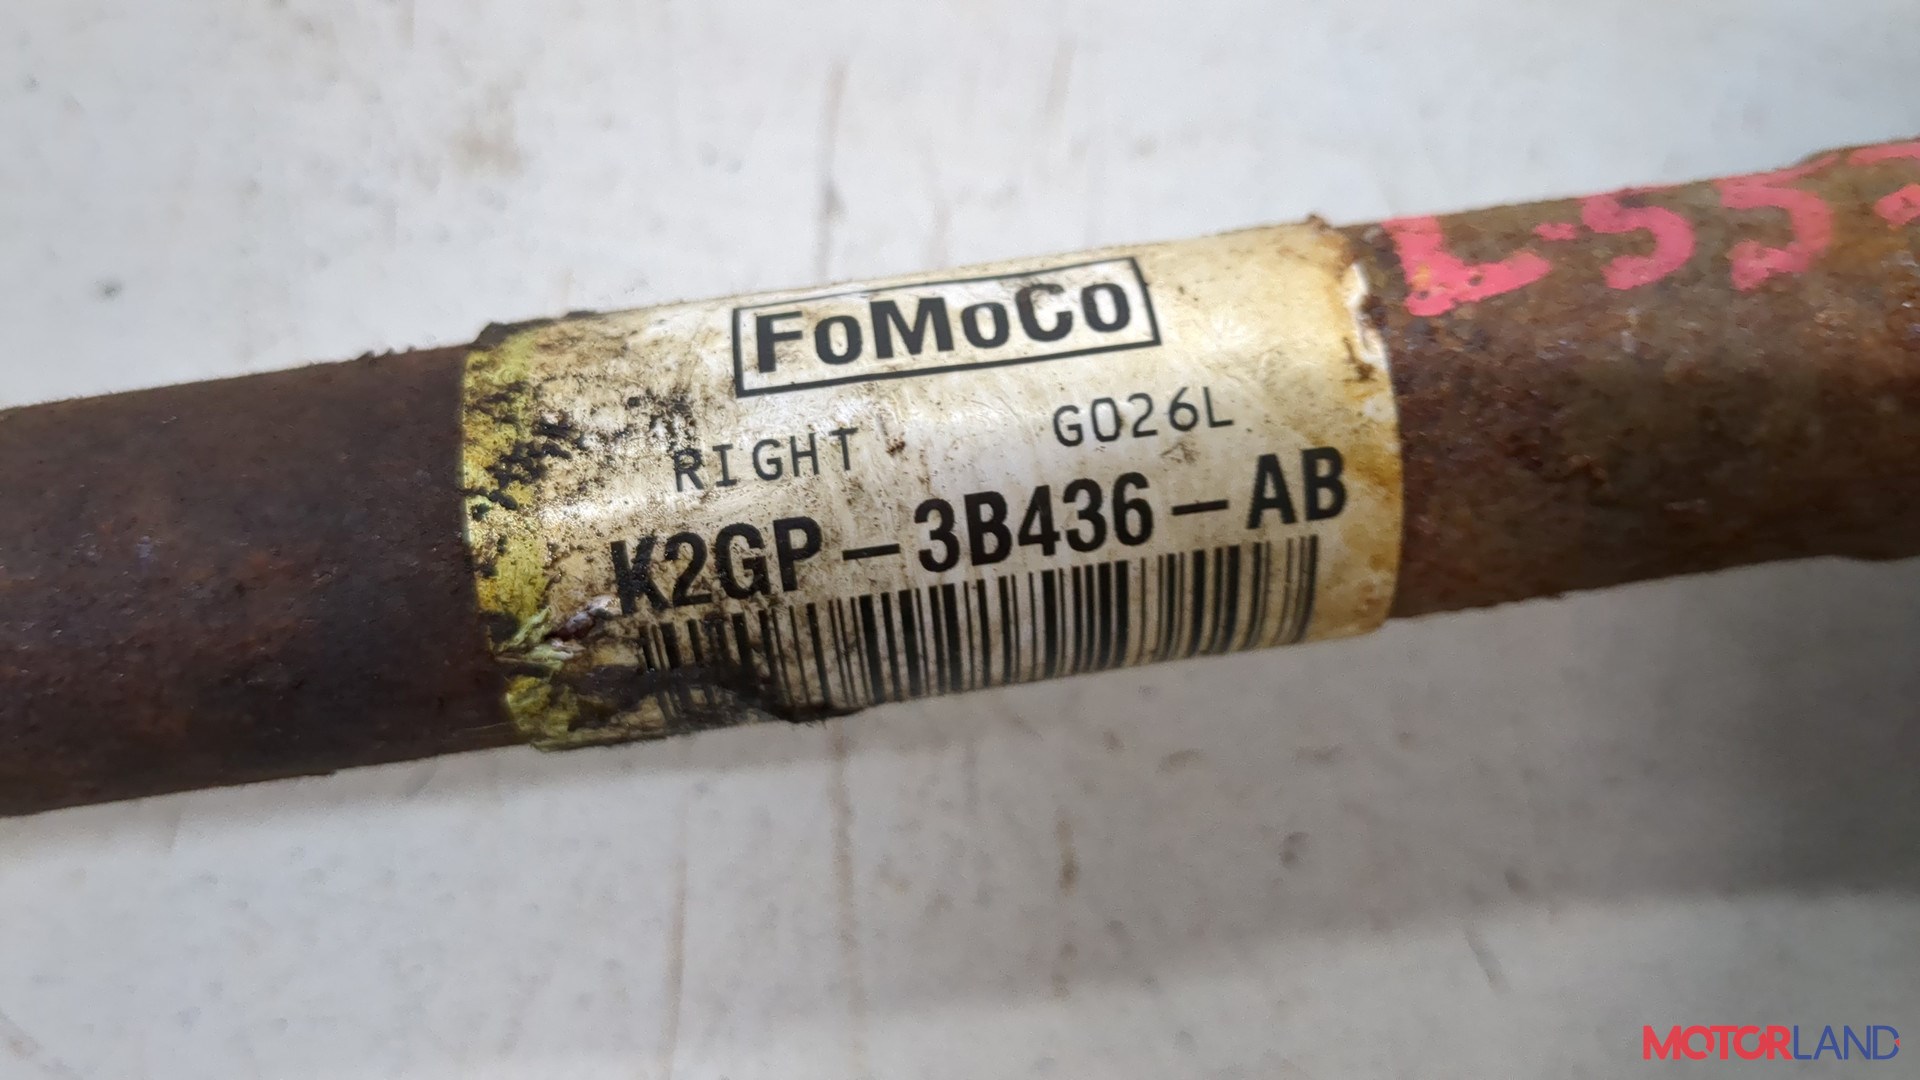 FoMoCo
RIGHT G026L
K2GP-3B436-AB
MOTORLAND